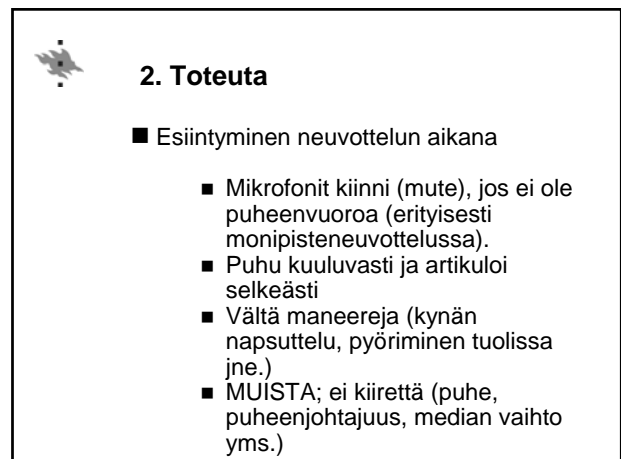 2. Toteuta
■ Esiintyminen neuvottelun aikana
■ Mikrofonit kiinni (mute), jos ei ole
puheenvuoroa (erityisesti
monipisteneuvottelussa).
■ Puhu kuuluvasti ja artikuloi
selkeästi
■ Vältä maneereja (kynän
napsuttelu, pyöriminen tuolissa
jne.)
■ MUISTA; ei kiirettä (puhe,
puheenjohtajuus, median vaihto
yms.)